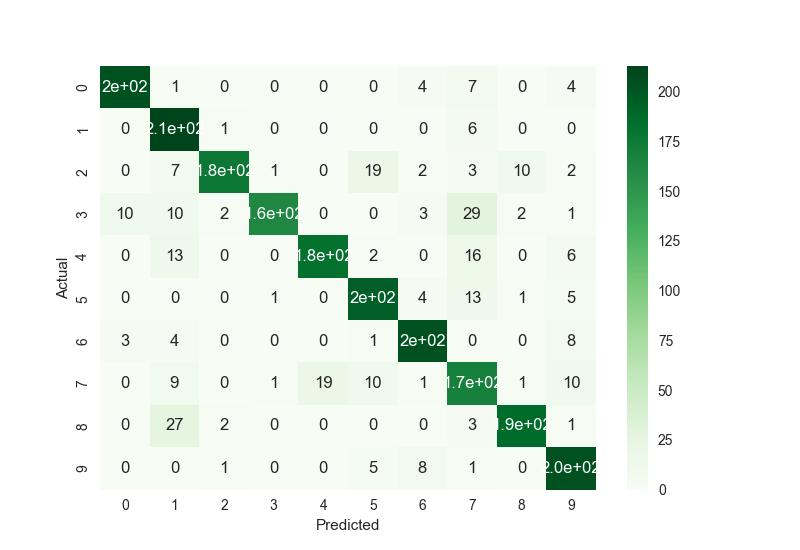 0 2e+02 1 0 0 0 0 4 7 0 4
1 0 2.1e+02 1 0 0 0 0 6 0 0
2 0 7 1.8e+02 1 0 19 2 3 10 2
3 10 10 2 1.6e+02 0 0 3 29 2 1
4 0 13 0 0 1.8e+02 2 0 16 0 6
5 0 0 0 1 0 2e+02 4 13 1 5
6 3 4 0 0 0 1 2e+02 0 0 8
7 0 9 0 1 19 10 1 1.7e+02 1 10
8 0 27 2 0 0 0 0 3 1.9e+02 1
9 0 0 1 0 0 5 8 1 0 2.0e+02
0 1 2 3 4 5 6 7 8 9
Predicted
Actual
200
175
150
125
100
75
50
25
0